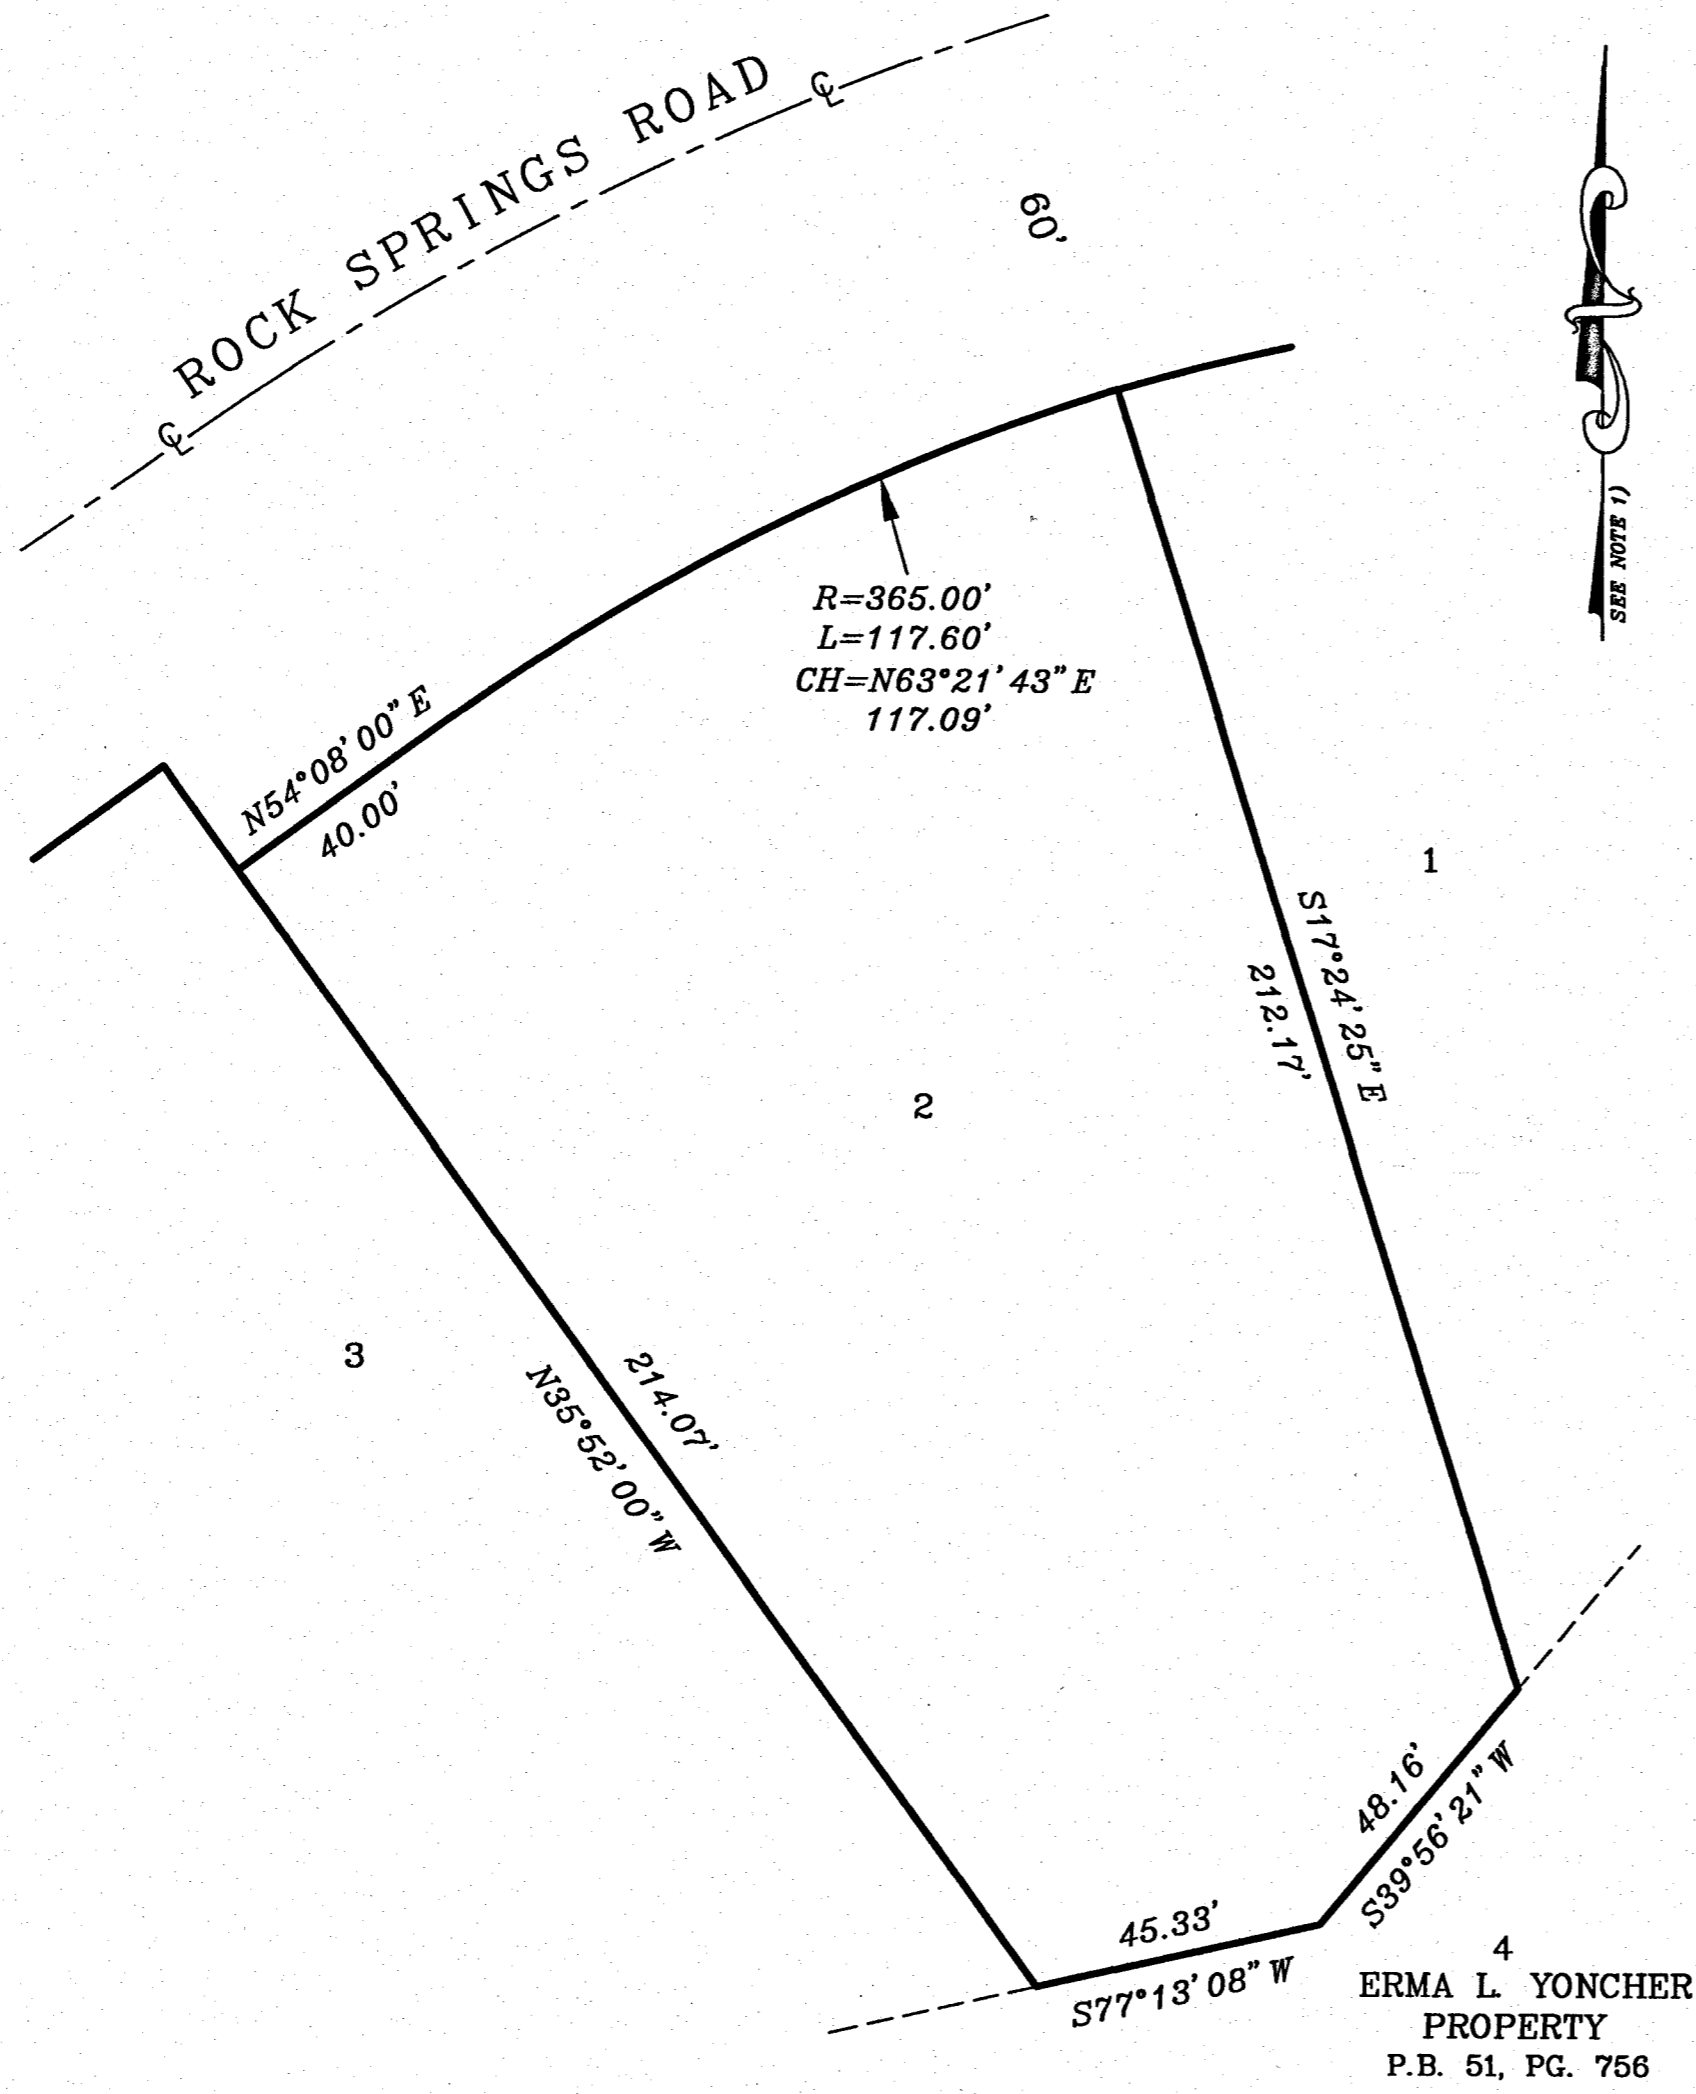 ROCK SPRINGS ROAD
℄
℄
60'
SEE NOTE 1)
R=365.00'
L=117.60'
CH=N63°21'43"E
117.09'
N54°08'00"E
40.00'
1
S17°24'25"E
212.17'
2
3
214.07'
N35°52'00"W
48.16'
S39°56'21"W
45.33'
S77°13'08"W
4
ERMA L. YONCHER
PROPERTY
P.B. 51, PG. 756